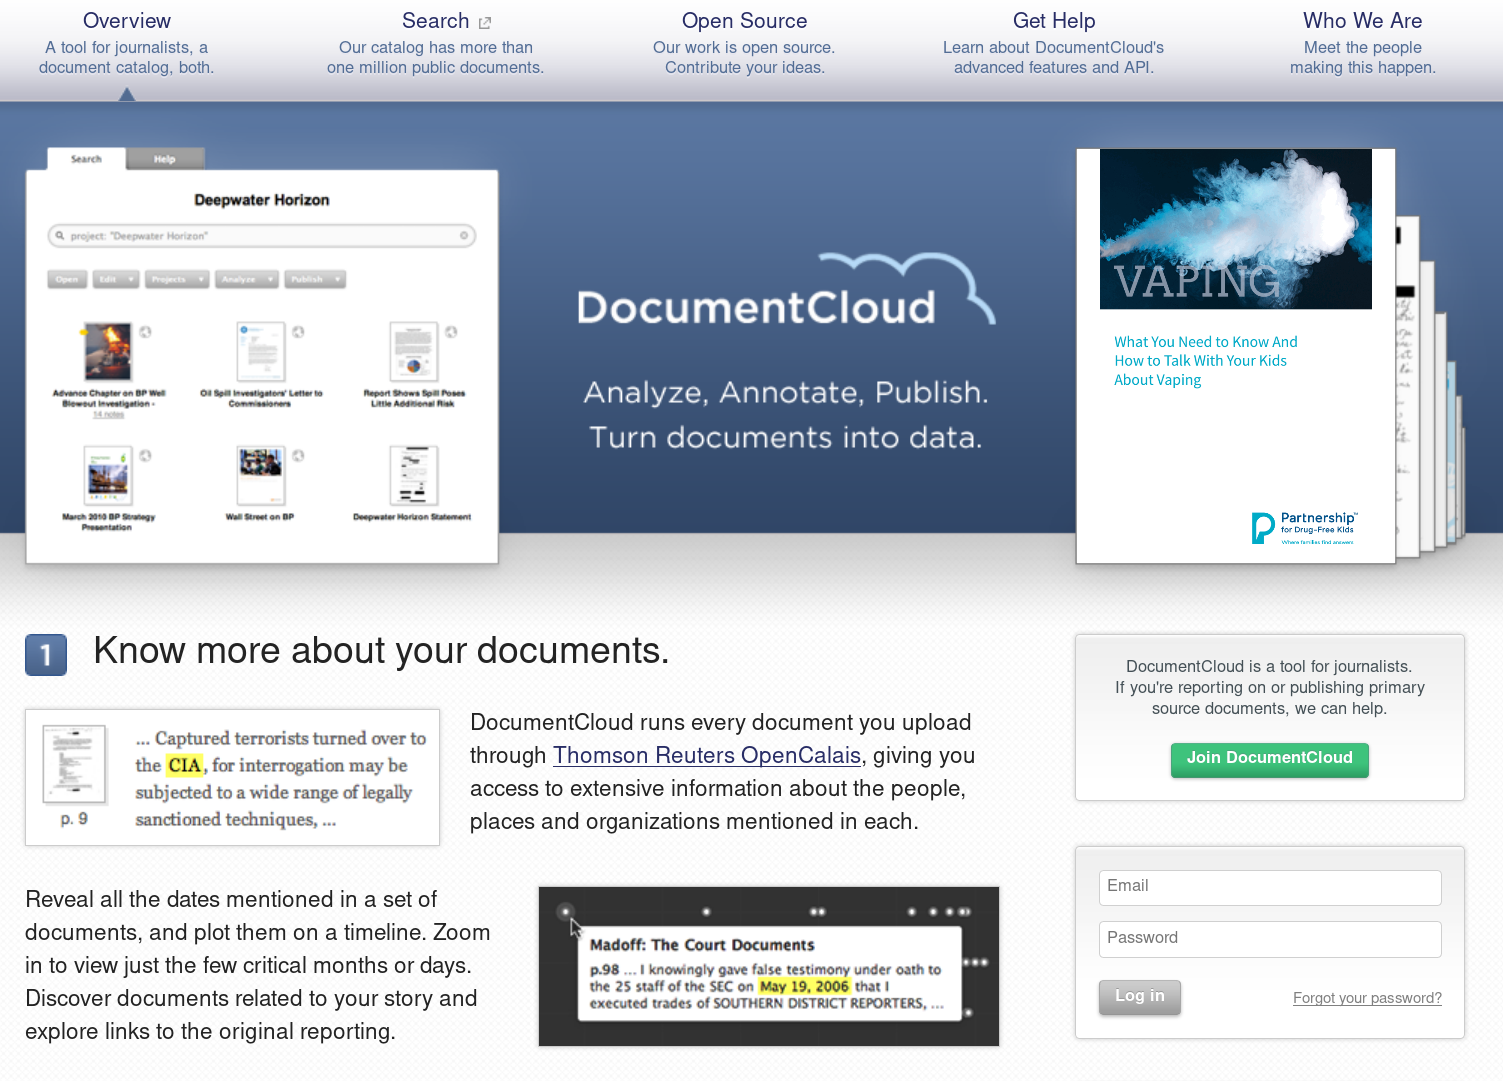 Overview
A tool for journalists, a
document catalog, both.
Search
Our catalog has more than
one million public documents.
Open Source
Our work is open source.
Contribute your ideas.
Get Help
Learn about DocumentCloud's
advanced features and API.
Who We Are
Meet the people
making this happen.
Search
Help
Deepwater Horizon
project: "Deepwater Horizon"
Open
Edit
Projects
Analyze
Publish
Advance Chapter on BP Well
Blowout Investigation -
14 notes
Oil Spill Investigators' Letter to
Commissioners
Report Shows Spill Poses
Little Additional Risk
March 2010 BP Strategy
Presentation
Wall Street on BP
Deepwater Horizon Statement
DocumentCloud
Analyze, Annotate, Publish.
Turn documents into data.
VAPING
What You Need to Know And
How to Talk With Your Kids
About Vaping
Partnership™
for Drug-Free Kids
Where families find answers
1 Know more about your documents.
... Captured terrorists turned over to
the CIA, for interrogation may be
subjected to a wide range of legally
sanctioned techniques, ...
p. 9
DocumentCloud runs every document you upload
through Thomson Reuters OpenCalais, giving you
access to extensive information about the people,
places and organizations mentioned in each.
Reveal all the dates mentioned in a set of
documents, and plot them on a timeline. Zoom
in to view just the few critical months or days.
Discover documents related to your story and
explore links to the original reporting.
Madoff: The Court Documents
p.98 ... I knowingly gave false testimony under oath to
the 25 staff of the SEC on May 19, 2006 that I
executed trades of SOUTHERN DISTRICT REPORTERS, ...
DocumentCloud is a tool for journalists.
If you're reporting on or publishing primary
source documents, we can help.
Join DocumentCloud
Email
Password
Log in
Forgot your password?